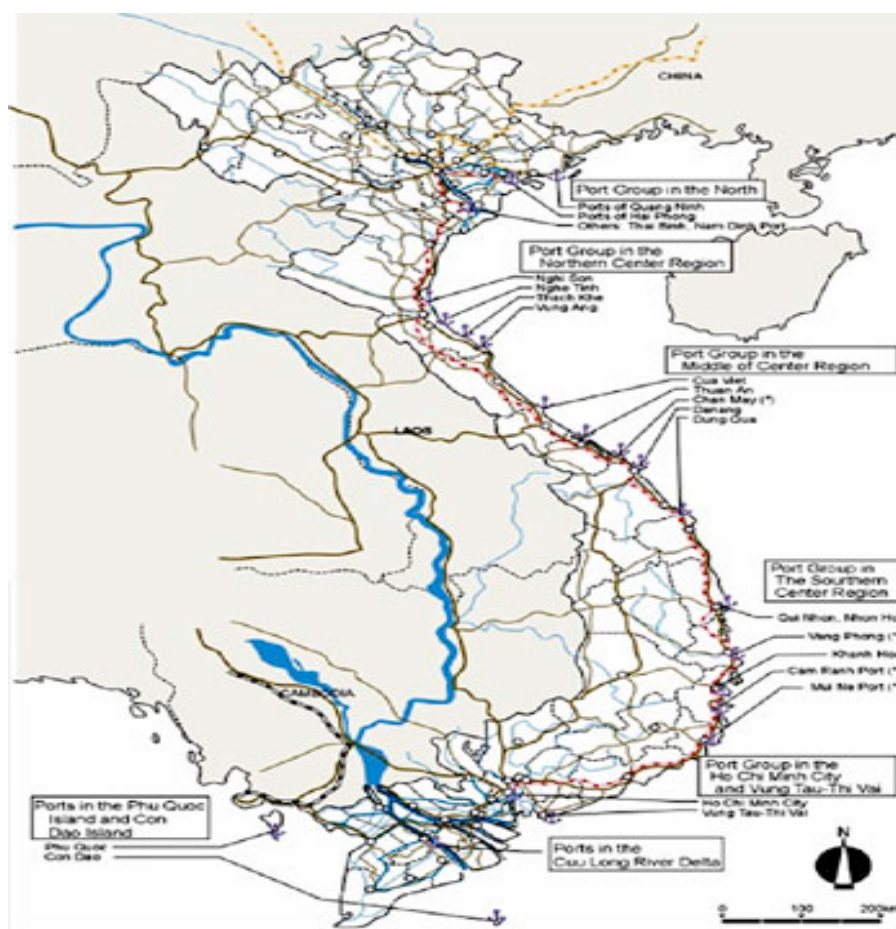 CHINA
Port Group in the North
Ports of Quang Ninh
Ports of Hai Phong
Others: Thai Binh, Nam Dinh Port
Port Group in the
Northern Center Region
Nghi Son
Nghe Tinh
Thach Khe
Vung Ang
Port Group in the
Middle of Center Region
Cua Viet
Thuan An
Chan May (*)
Danang
Dung Qua
LAOS
Port Group in
The Sourthern
Center Region
Qui Nhon, Nhon Ho
Vang Phong (*
Khanh Hoa
Cam Ranh Port (*
Mui Ne Port (*
CAMBODIA
Port Group in the
Ho Chi Minh City
and Vung Tau-Thi Vai
Ho Chi Minh City
Vung Tau-Thi Vai
Ports in the Phu Quoc
Island and Con
Dao Island
Phu Quoc
Con Dao
Ports in the
Cuu Long River Delta
N
0 100 200km